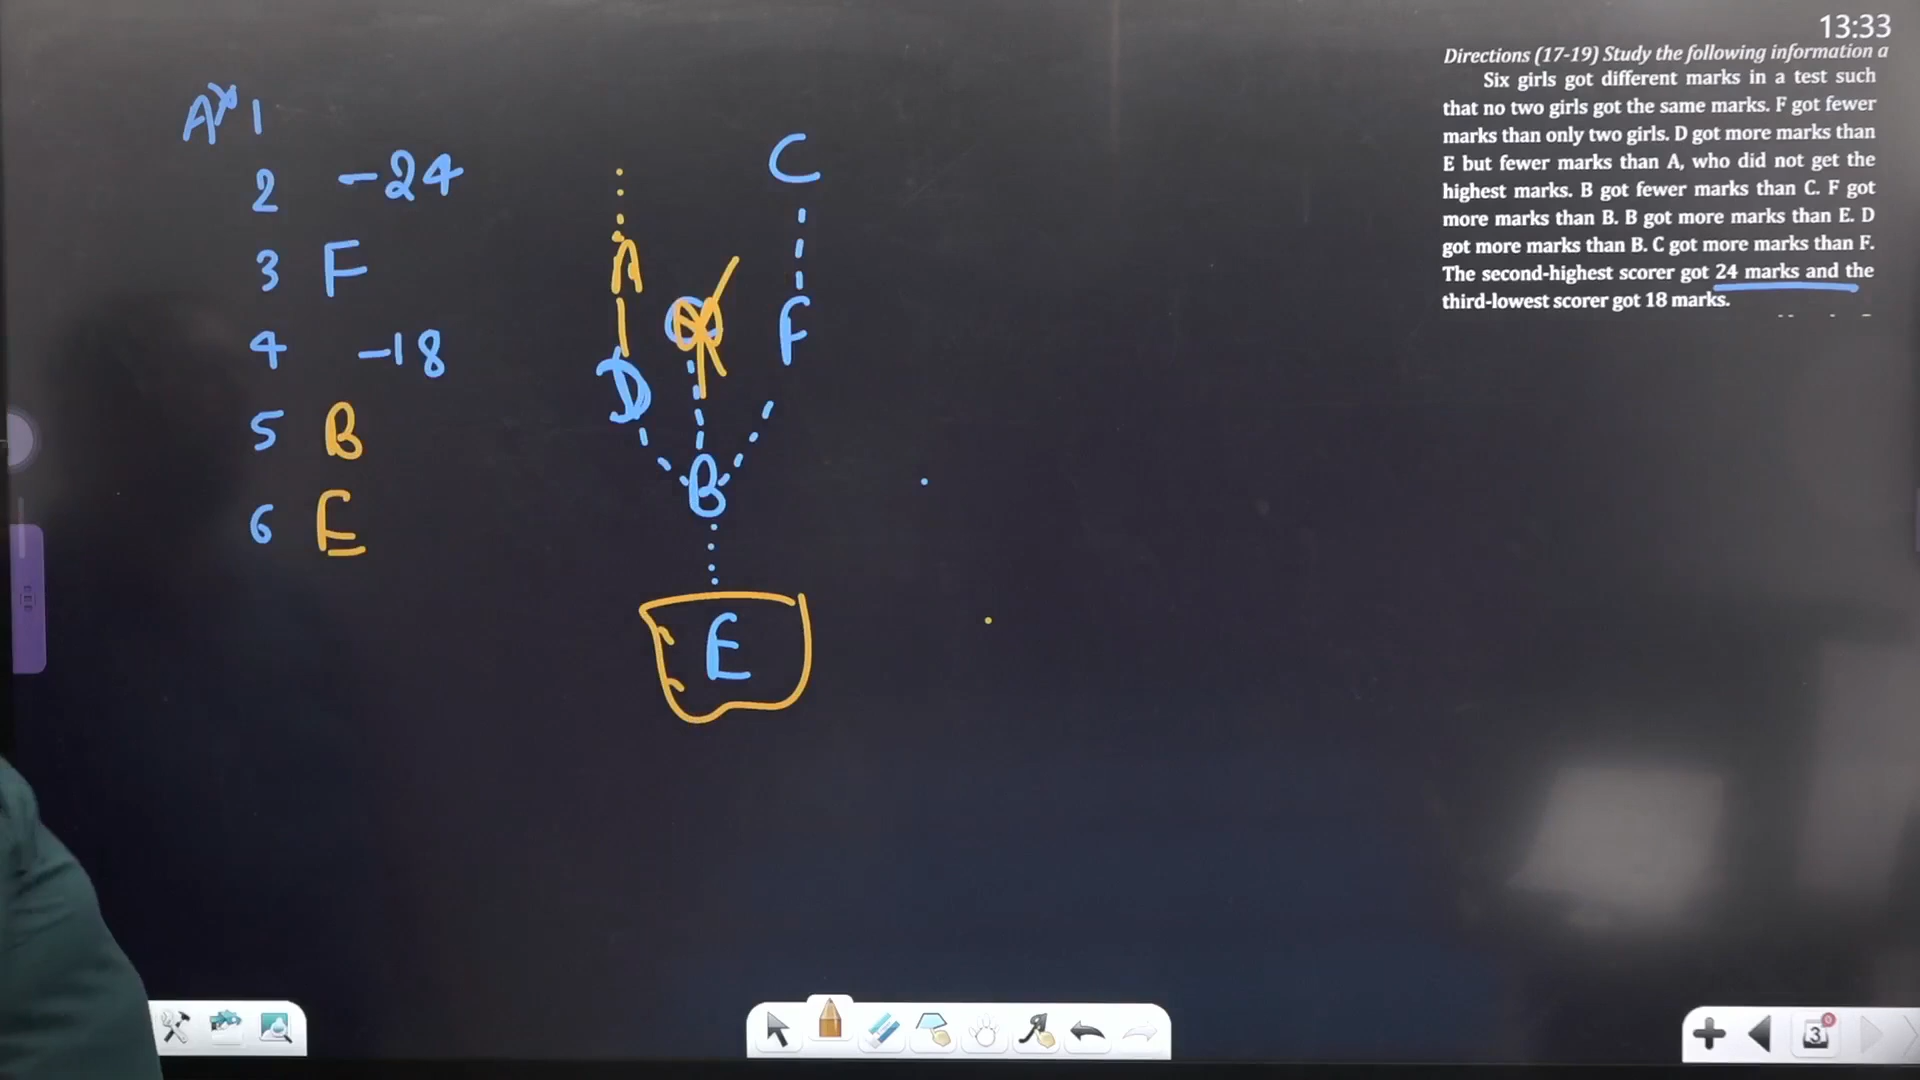 13:33
Directions (17-19) Study the following information a
Six girls got different marks in a test such
that no two girls got the same marks. F got fewer
marks than only two girls. D got more marks than
E but fewer marks than A, who did not get the
highest marks. B got fewer marks than C. F got
more marks than B. B got more marks than E. D
got more marks than B. C got more marks than F.
The second-highest scorer got 24 marks and the
third-lowest scorer got 18 marks.
A× 1
2 -24
3 F
4 -18
5 B
6 E
C
A
F
D
B
E
3
0